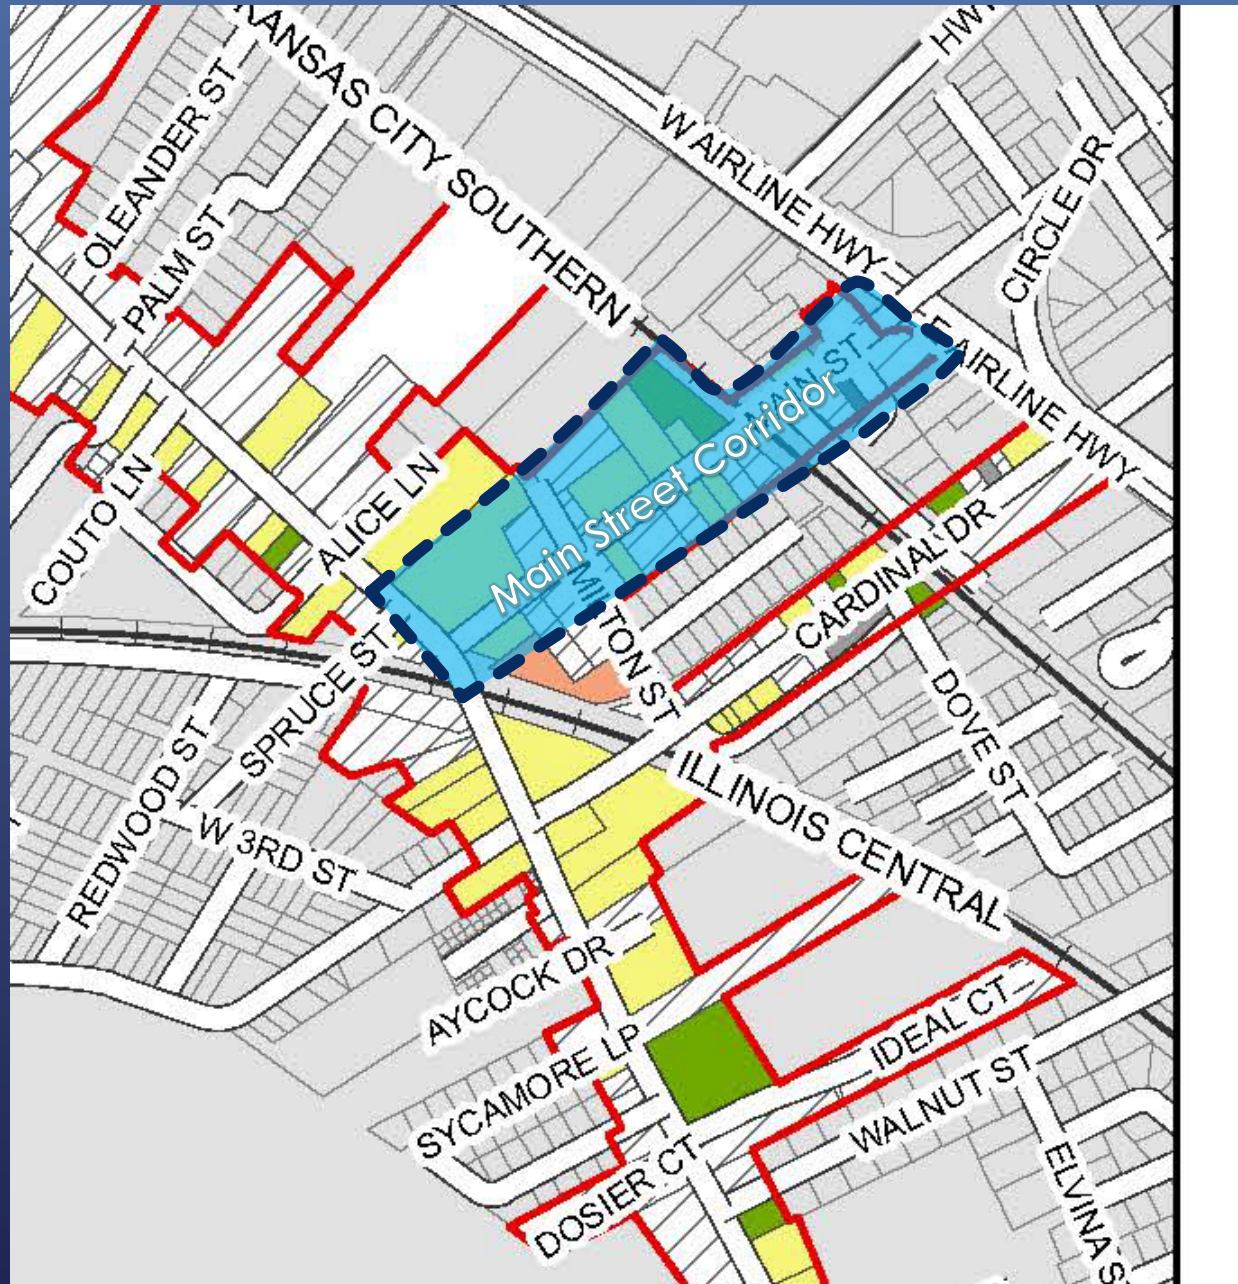 KANSAS CITY SOUTHERN
HWY
OLEANDER ST
W AIRLINE HWY
CIRCLE DR
PALM ST
AIRLINE HWY
MAIN ST
Main Street Corridor
ALICE LN
COUTO LN
CARDINAL DR
MILTON ST
SPRUCE ST
REDWOOD ST
DOVE ST
W 3RD ST
ILLINOIS CENTRAL
AYCOCK DR
IDEAL CT
SYCAMORE LP
WALNUT ST
DOSIER CT
ELVINA S